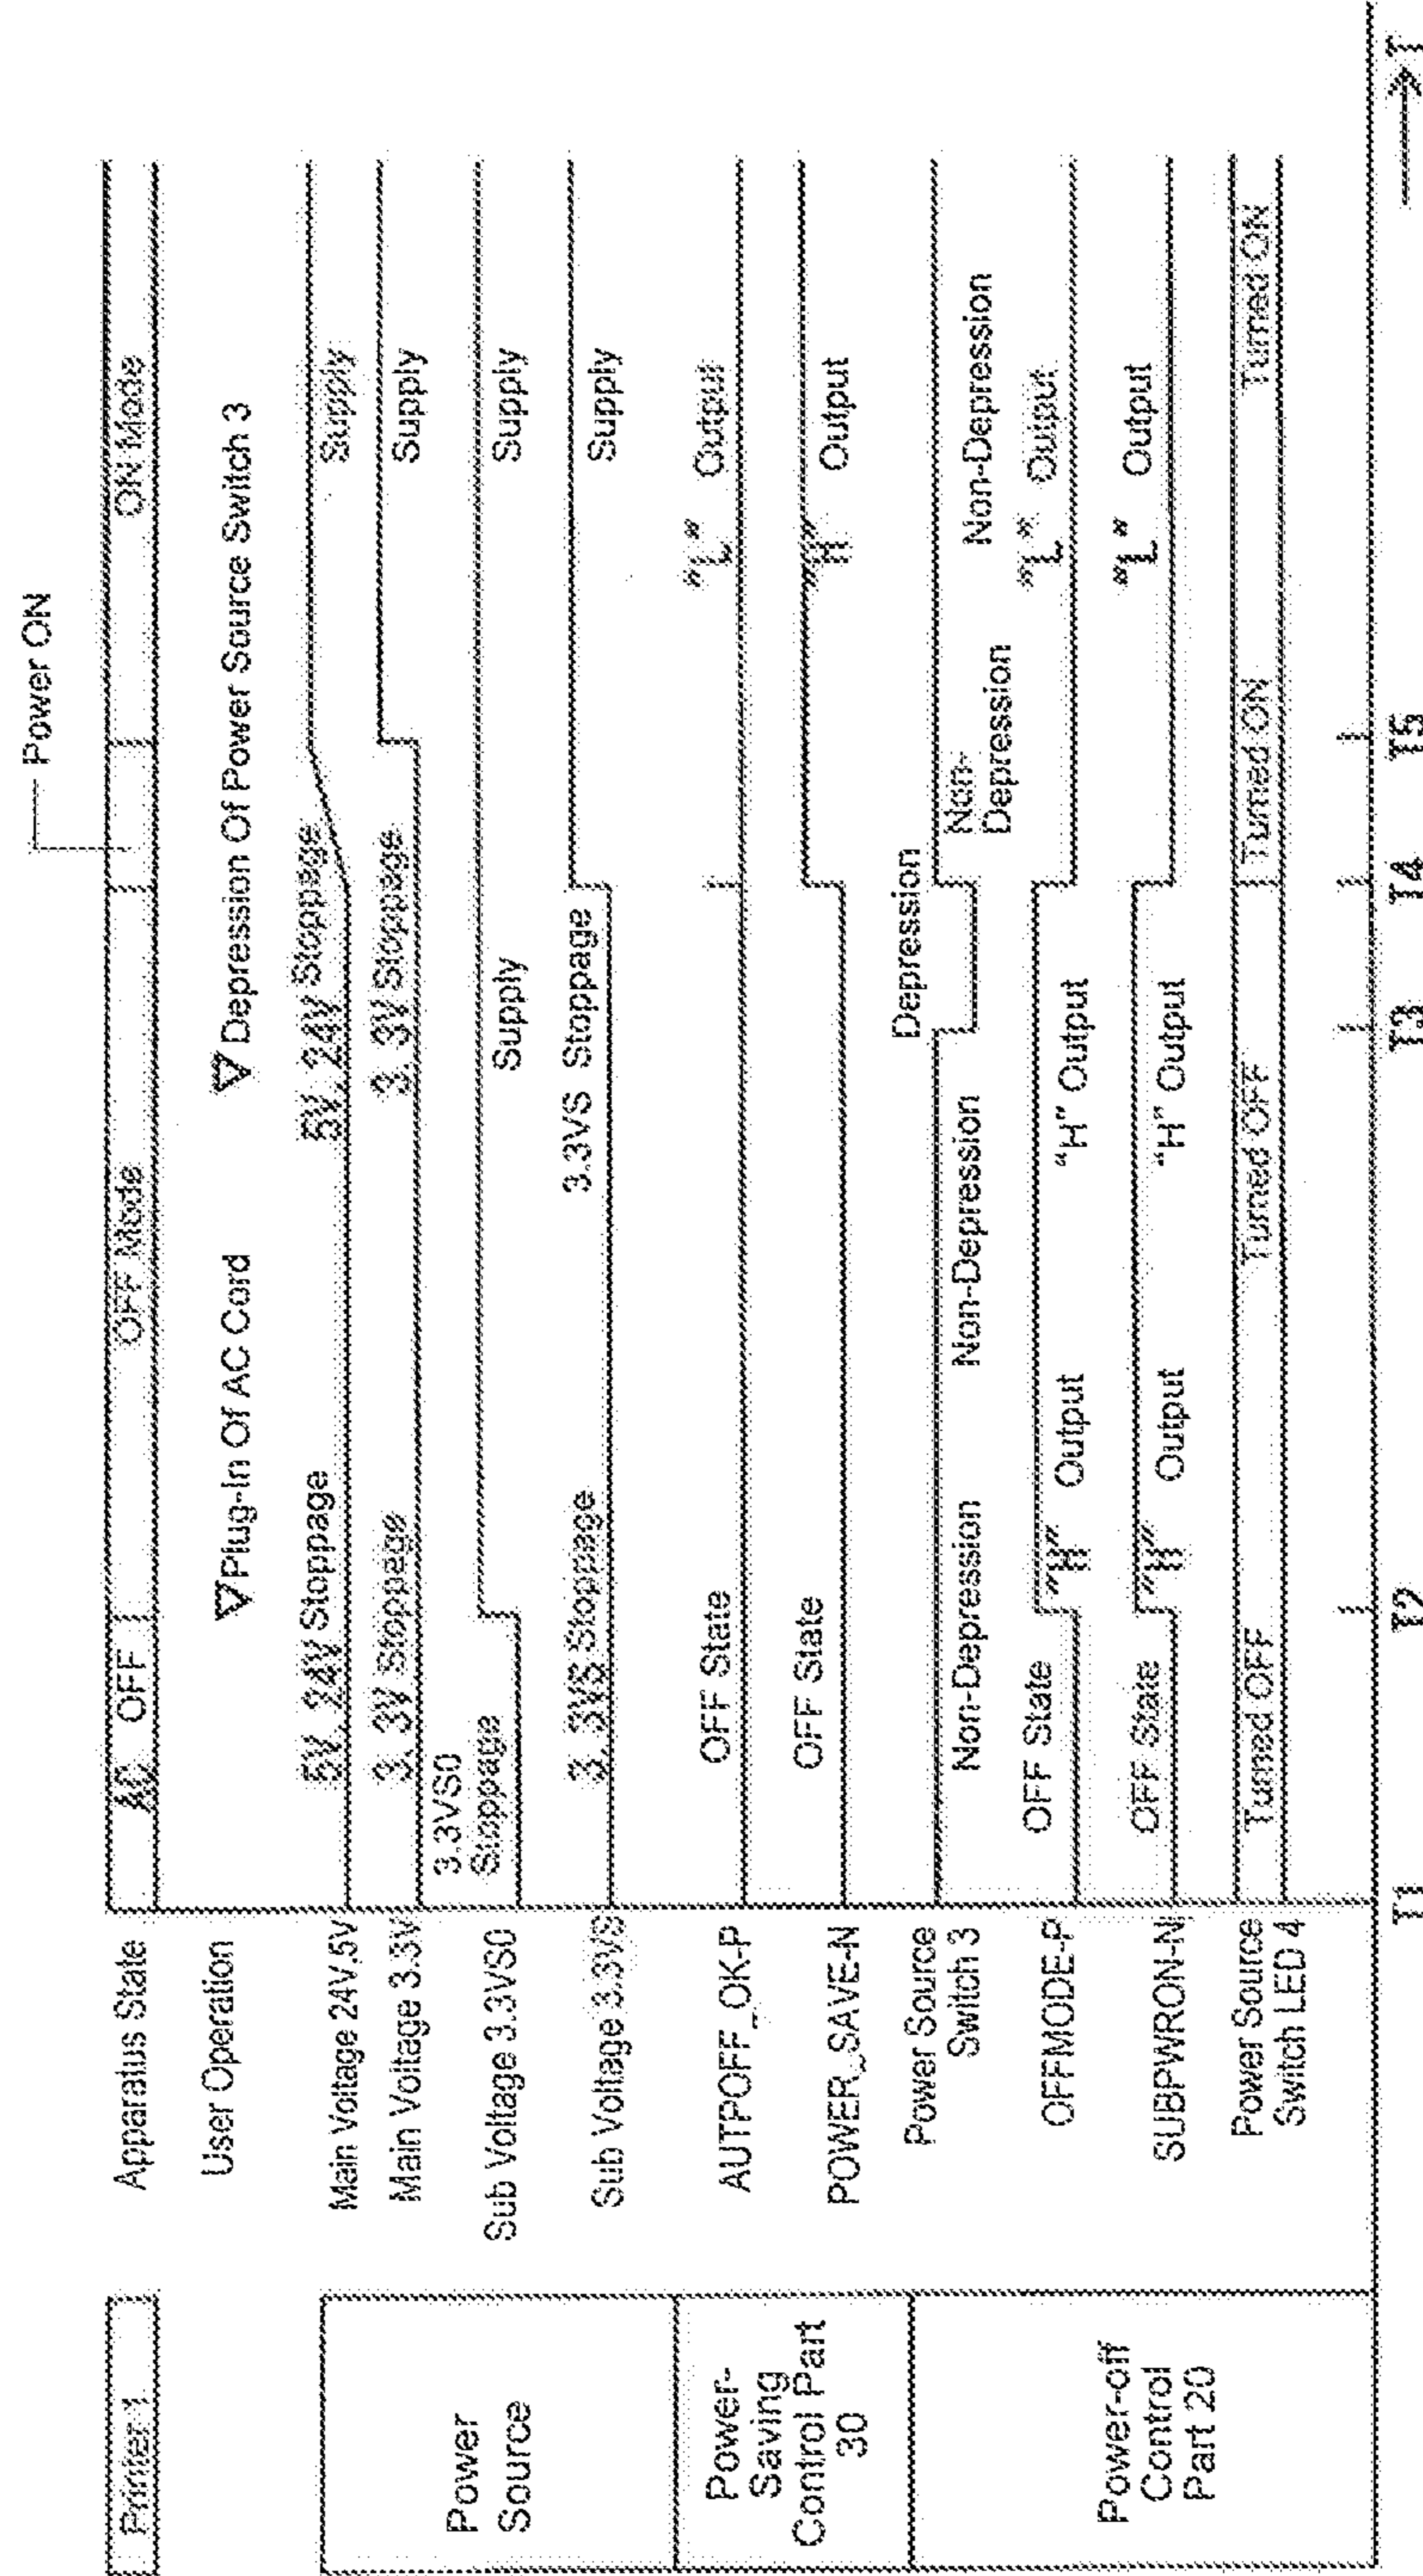 Power ON
Printer 1
Apparatus State
AC OFF
OFF Mode
ON Mode
User Operation
▽Plug-In Of AC Cord
▽ Depression Of Power Source Switch 3
Power
Source
Main Voltage 24V,5V
5V, 24V Stoppage
5V, 24V Stoppage
Supply
Main Voltage 3.3V
3. 3V Stoppage
3. 3V Stoppage
Supply
Sub Voltage 3.3VS0
3.3VS0
Stoppage
Supply
Supply
Sub Voltage 3.3VS
3. 3VS Stoppage
3.3VS Stoppage
Supply
Power-
Saving
Control Part
30
AUTPOFF_OK-P
OFF State
"L" Output
POWER_SAVE-N
OFF State
"H" Output
Power-off
Control
Part 20
Power Source
Switch 3
Non-Depression
Non-Depression
Depression
Non-
Depression
Non-Depression
OFFMODE-P
OFF State
"H" Output
"H" Output
"L" Output
SUBPWRON-N
OFF State
"H" Output
"H" Output
"L" Output
Power Source
Switch LED 4
Turned OFF
Turned OFF
Turned ON
Turned ON
T1
T2
T3
T4
T5
T